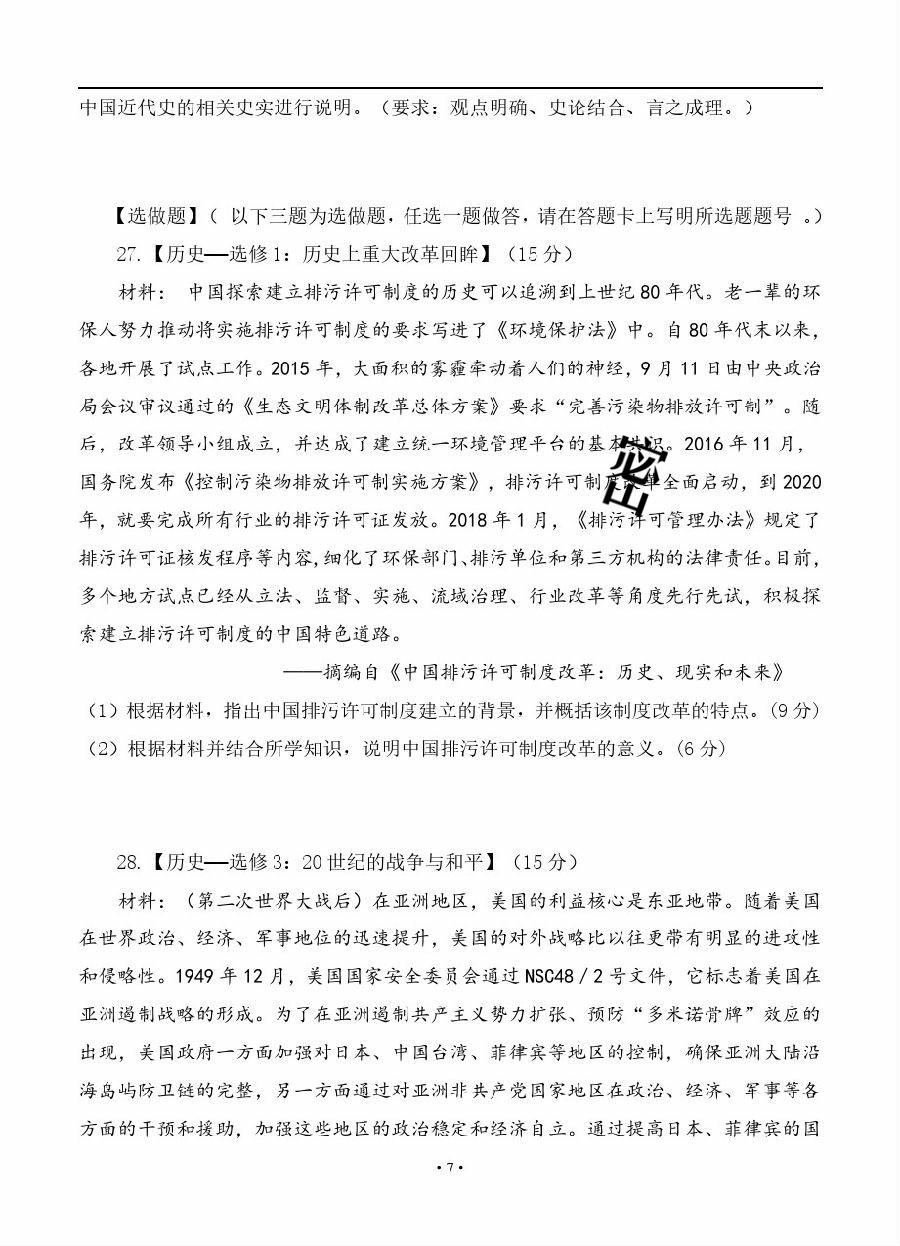 中国近代史的相关史实进行说明。（要求：观点明确、史论结合、言之成理。）
【选做题】（ 以下三题为选做题，任选一题做答，请在答题卡上写明所选题题号 。）
27.【历史——选修1：历史上重大改革回眸】（15分）
材料： 中国探索建立排污许可制度的历史可以追溯到上世纪80年代。老一辈的环
保人努力推动将实施排污许可制度的要求写进了《环境保护法》中。自80年代末以来，
各地开展了试点工作。2015年，大面积的雾霾牵动着人们的神经，9月11日由中央政治
局会议审议通过的《生态文明体制改革总体方案》要求“完善污染物排放许可制”。随
后，改革领导小组成立，并达成了建立统一环境管理平台的基本共识。2016年11月，
国务院发布《控制污染物排放许可制实施方案》，排污许可制度改革全面启动，到2020
年，就要完成所有行业的排污许可证发放。2018年1月，《排污许可管理办法》规定了
排污许可证核发程序等内容，细化了环保部门、排污单位和第三方机构的法律责任。目前，
多个地方试点已经从立法、监督、实施、流域治理、行业改革等角度先行先试，积极探
索建立排污许可制度的中国特色道路。
——摘编自《中国排污许可制度改革：历史、现实和未来》
（1）根据材料，指出中国排污许可制度建立的背景，并概括该制度改革的特点。(9分)
（2）根据材料并结合所学知识，说明中国排污许可制度改革的意义。(6分)
密
28.【历史——选修3：20世纪的战争与和平】（15分）
材料：（第二次世界大战后）在亚洲地区，美国的利益核心是东亚地带。随着美国
在世界政治、经济、军事地位的迅速提升，美国的对外战略比以往更带有明显的进攻性
和侵略性。1949年12月，美国国家安全委员会通过NSC48／2号文件，它标志着美国在
亚洲遏制战略的形成。为了在亚洲遏制共产主义势力扩张、预防“多米诺骨牌”效应的
出现，美国政府一方面加强对日本、中国台湾、菲律宾等地区的控制，确保亚洲大陆沿
海岛屿防卫链的完整，另一方面通过对亚洲非共产党国家地区在政治、经济、军事等各
方面的干预和援助，加强这些地区的政治稳定和经济自立。通过提高日本、菲律宾的国
·7·